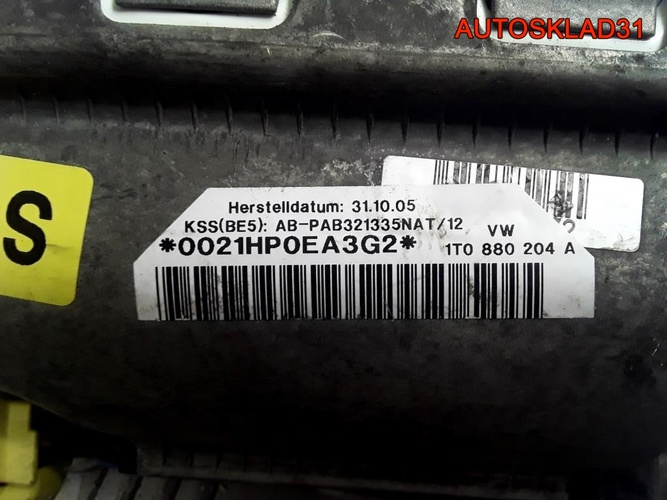 AUTOSKLAD31
S
Herstelldatum: 31.10.05
KSS(BE5): AB-PAB321335NAT/12
*0021HP0EA3G2*
VW
1T0 880 204 A